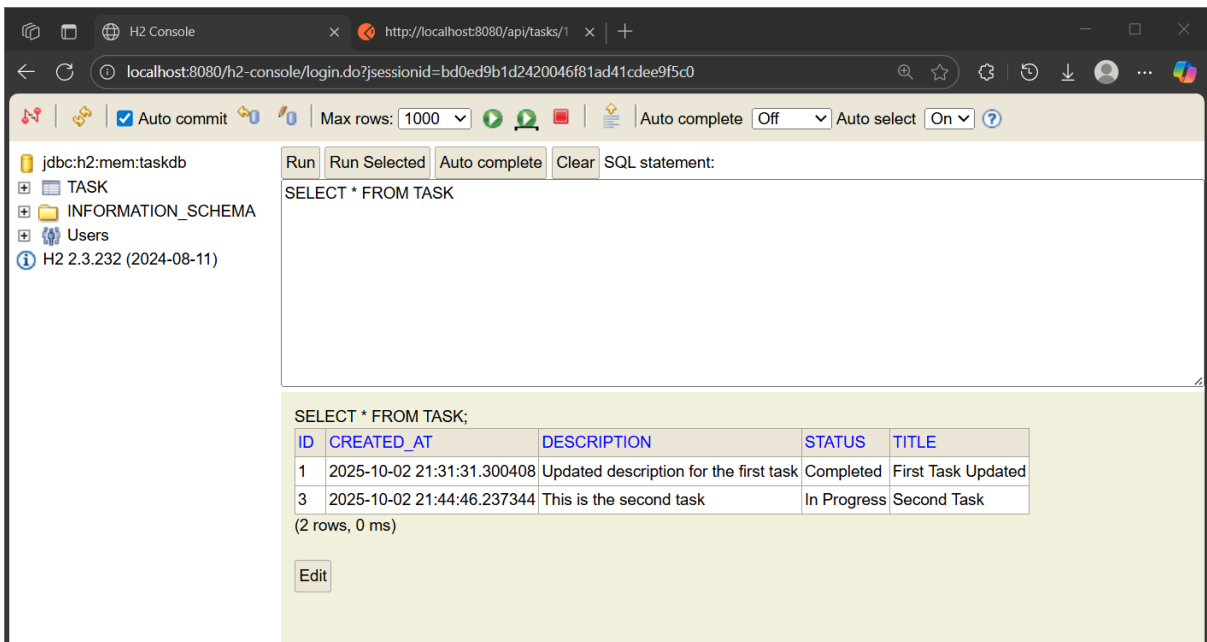 H2 Console
http://localhost:8080/api/tasks/1
localhost:8080/h2-console/login.do?jsessionid=bd0ed9b1d2420046f81ad41cdee9f5c0
Auto commit Max rows: 1000 Auto complete Off Auto select On ?
jdbc:h2:mem:taskdb
TASK
INFORMATION_SCHEMA
Users
H2 2.3.232 (2024-08-11)
Run Run Selected Auto complete Clear SQL statement:
SELECT * FROM TASK
SELECT * FROM TASK;
ID CREATED_AT DESCRIPTION STATUS TITLE
1 2025-10-02 21:31:31.300408 Updated description for the first task Completed First Task Updated
3 2025-10-02 21:44:46.237344 This is the second task In Progress Second Task
(2 rows, 0 ms)
Edit